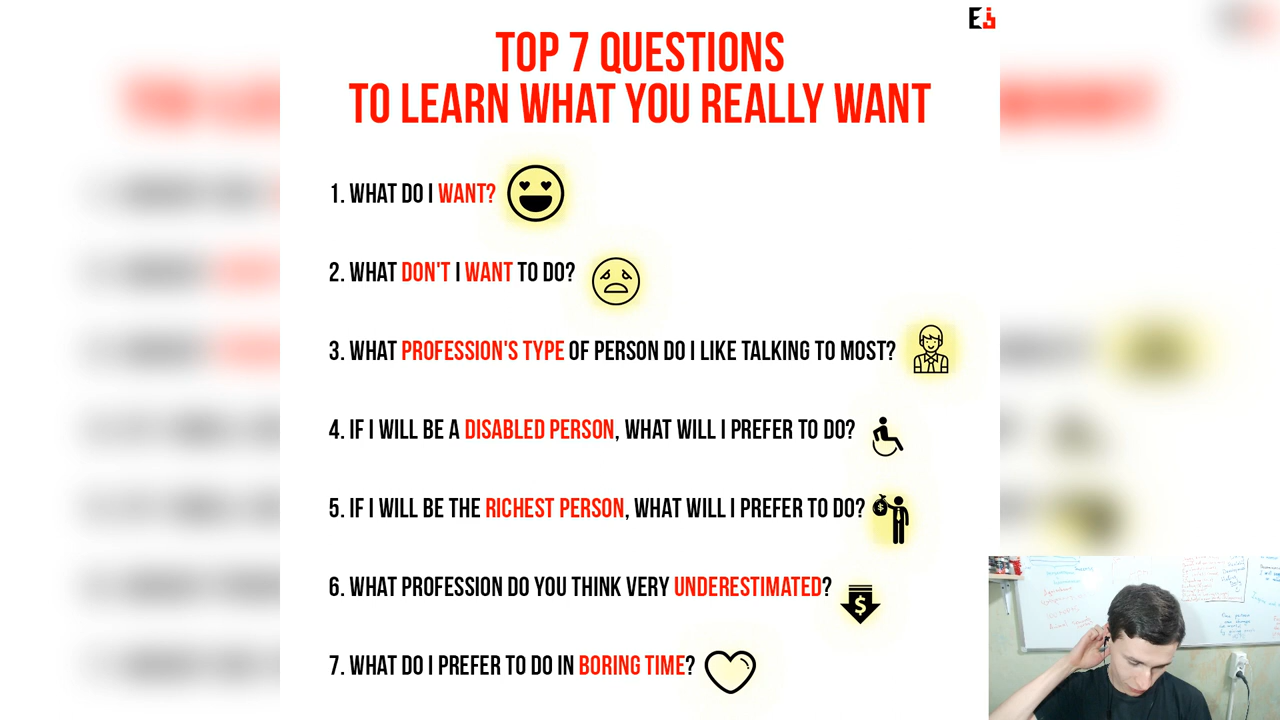 EJ
TOP 7 QUESTIONS
TO LEARN WHAT YOU REALLY WANT
1. WHAT DO I WANT?
2. WHAT DON'T I WANT TO DO?
3. WHAT PROFESSION'S TYPE OF PERSON DO I LIKE TALKING TO MOST?
4. IF I WILL BE A DISABLED PERSON, WHAT WILL I PREFER TO DO?
5. IF I WILL BE THE RICHEST PERSON, WHAT WILL I PREFER TO DO?
$
6. WHAT PROFESSION DO YOU THINK VERY UNDERESTIMATED?
$
7. WHAT DO I PREFER TO DO IN BORING TIME?